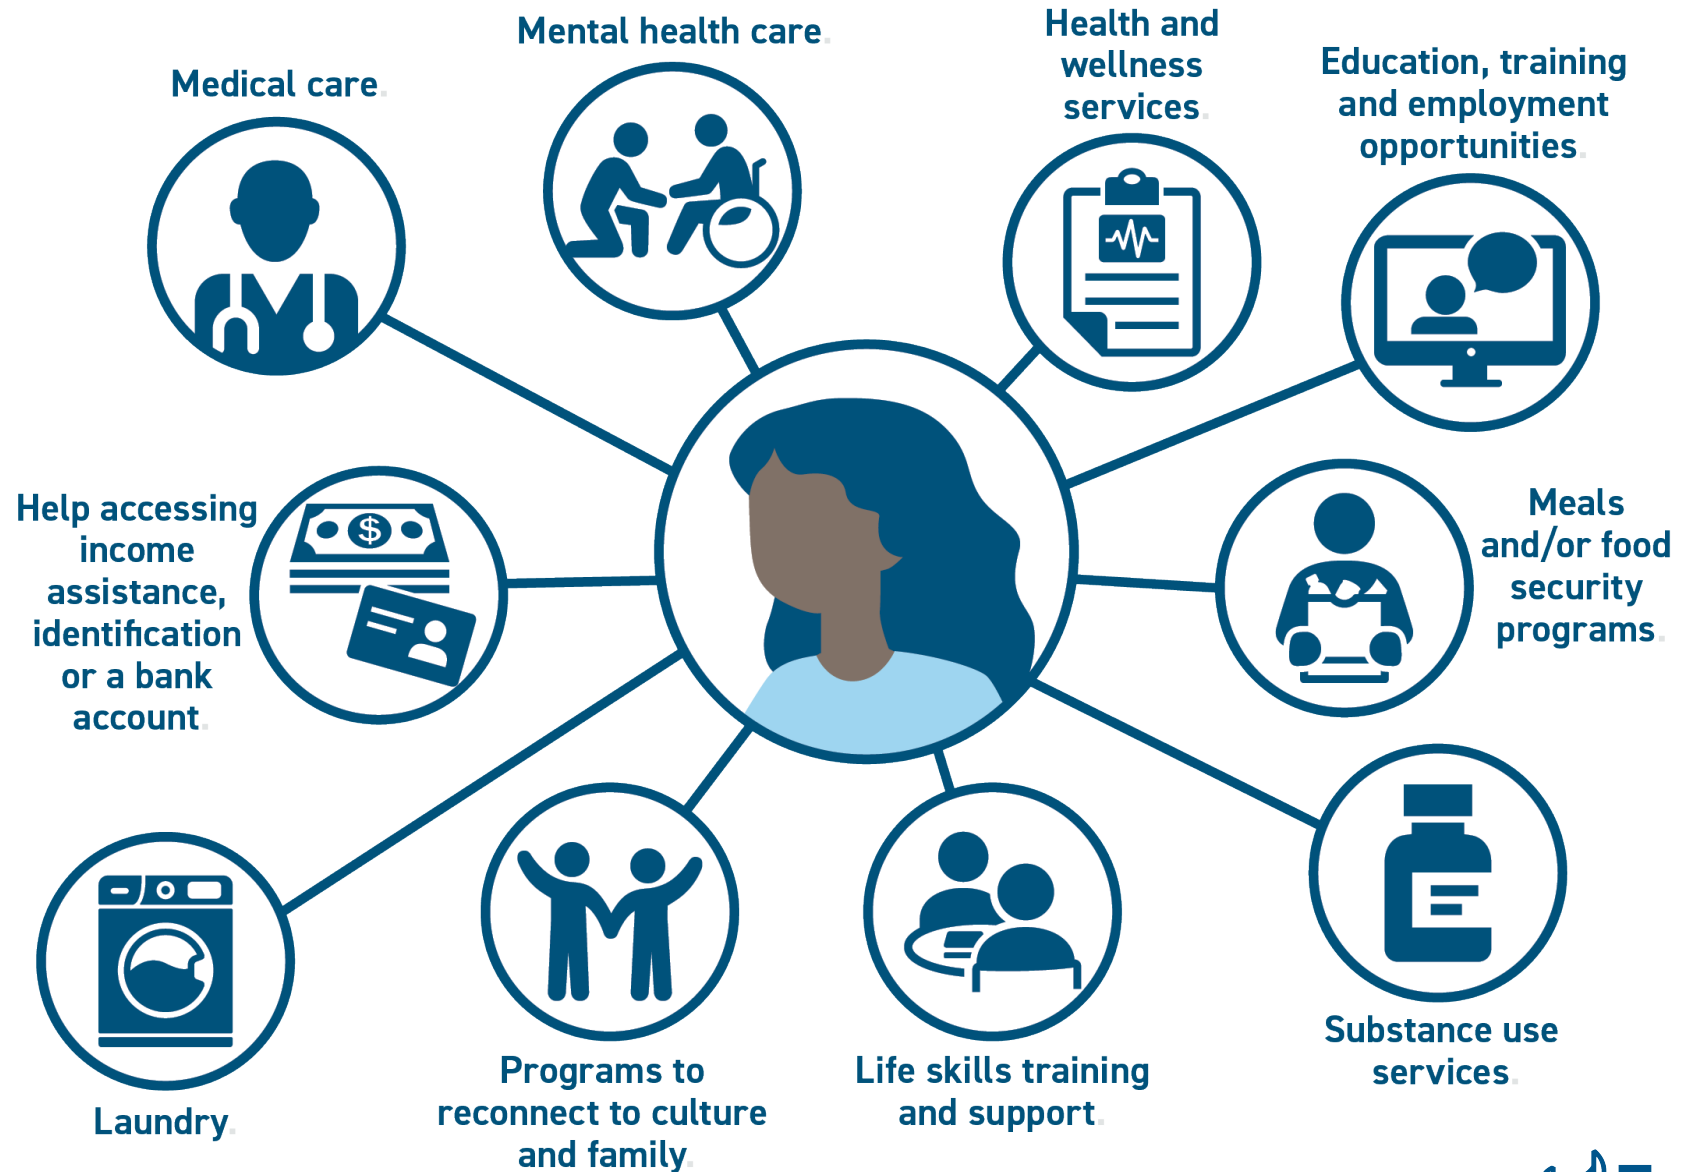 Mental health care.
Health and
wellness
services.
Medical care.
Education, training
and employment
opportunities.
$
Help accessing
income
assistance,
identification
or a bank
account.
Meals
and/or food
security
programs.
Laundry.
Programs to
reconnect to culture
and family.
Life skills training
and support.
Substance use
services.